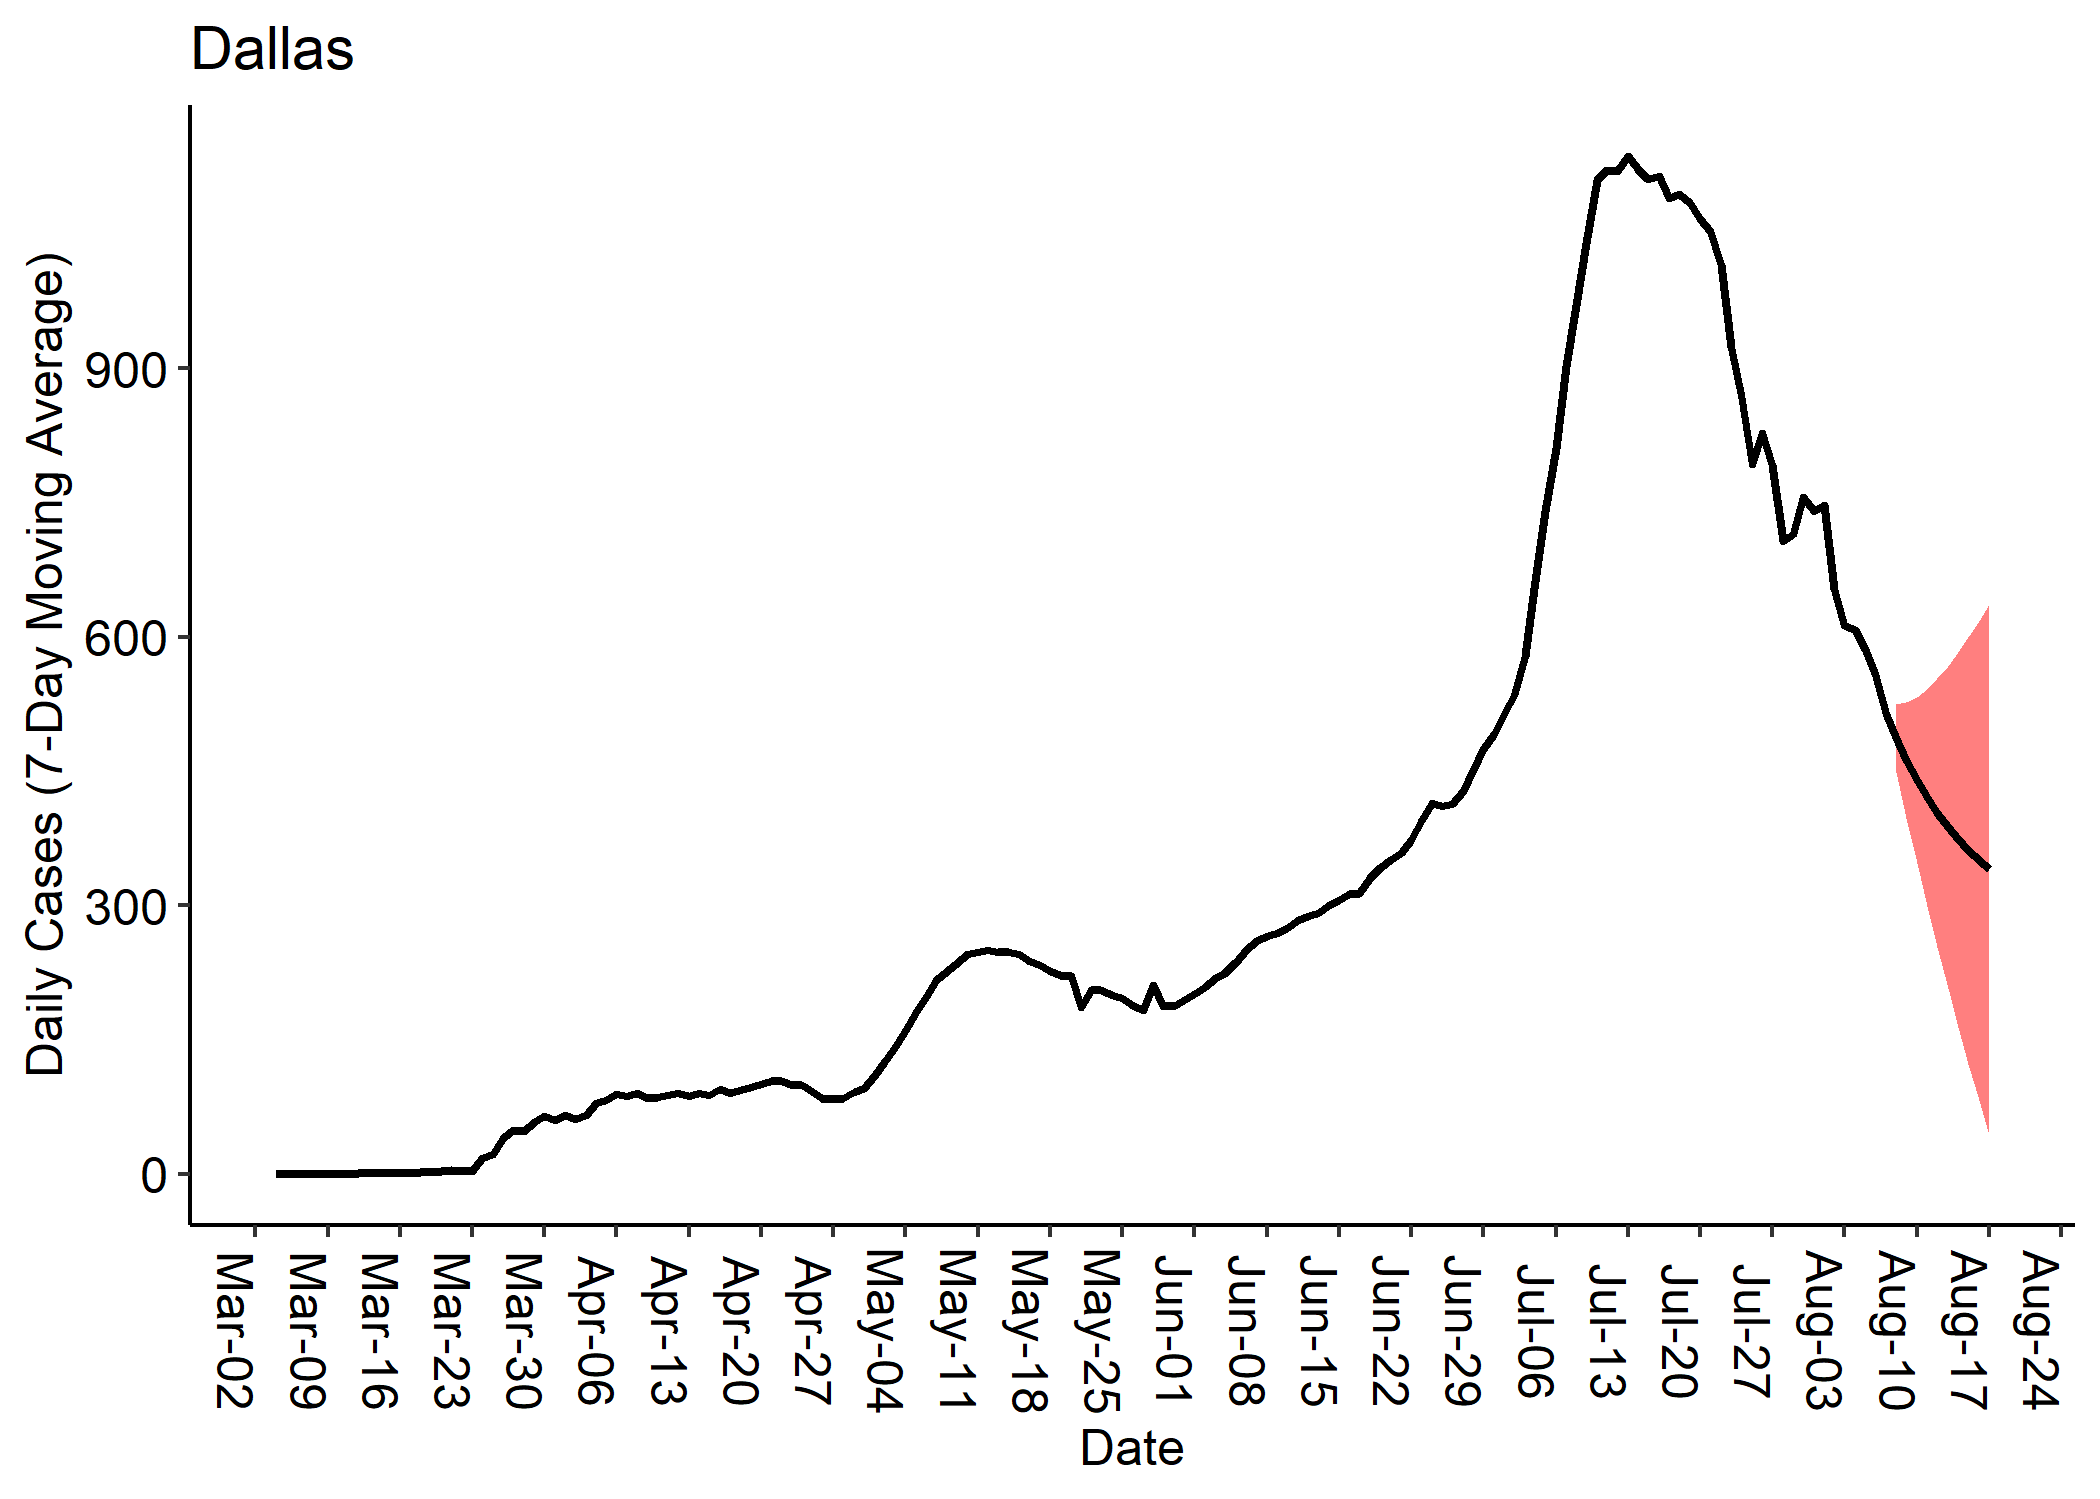 Dallas
Daily Cases (7-Day Moving Average)
900
600
300
0
Mar-02
Mar-09
Mar-16
Mar-23
Mar-30
Apr-06
Apr-13
Apr-20
Apr-27
May-04
May-11
May-18
May-25
Jun-01
Jun-08
Jun-15
Jun-22
Jun-29
Jul-06
Jul-13
Jul-20
Jul-27
Aug-03
Aug-10
Aug-17
Aug-24
Date